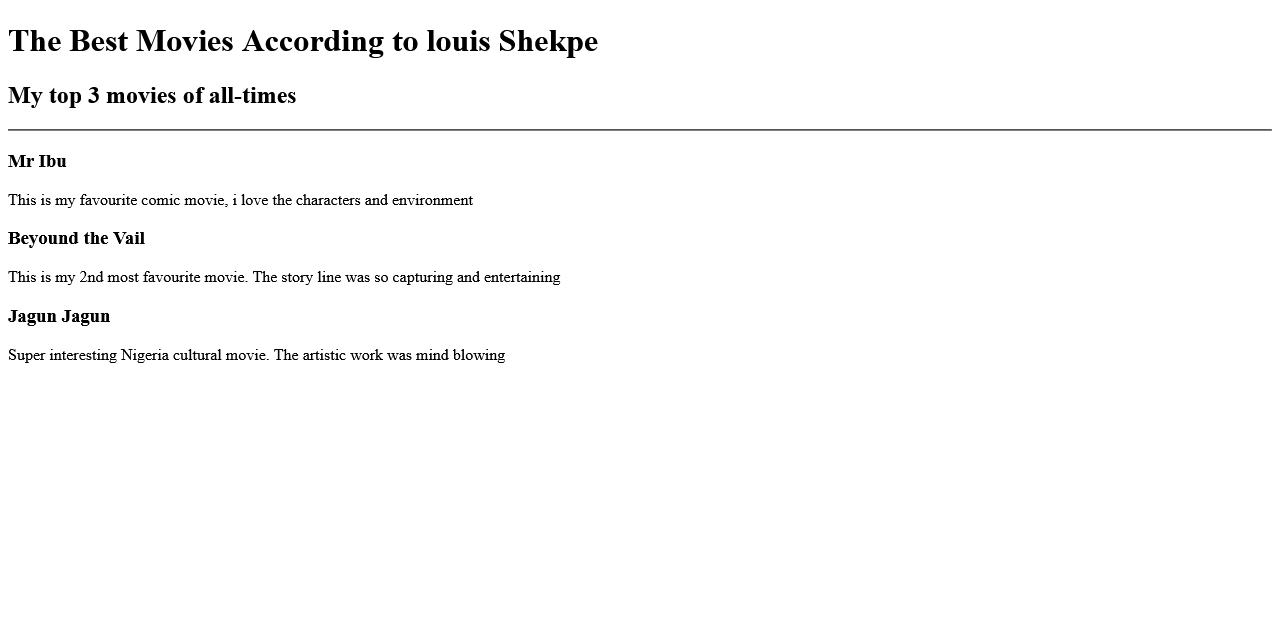 The Best Movies According to louis Shekpe
My top 3 movies of all-times
Mr Ibu
This is my favourite comic movie, i love the characters and environment
Beyound the Vail
This is my 2nd most favourite movie. The story line was so capturing and entertaining
Jagun Jagun
Super interesting Nigeria cultural movie. The artistic work was mind blowing